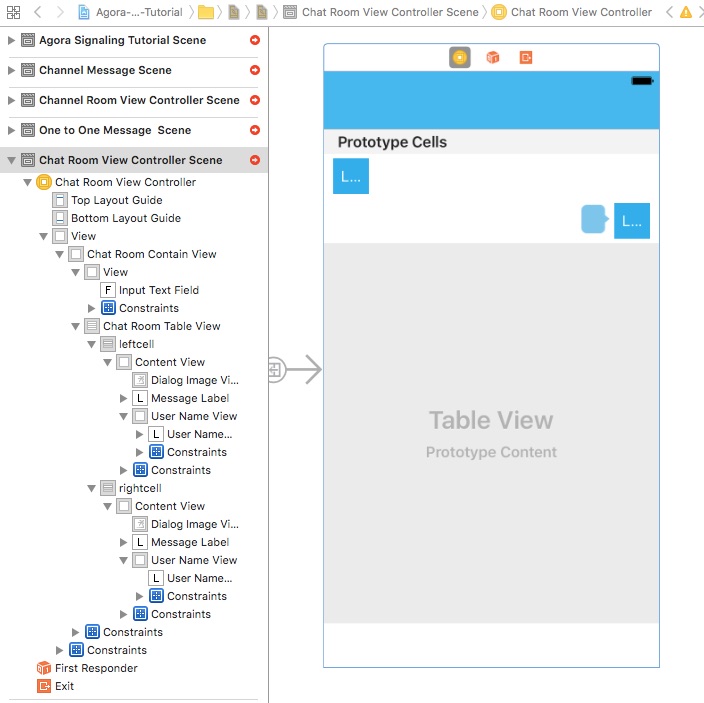 Agora-...-Tutorial Chat Room View Controller Scene Chat Room View Controller
Agora Signaling Tutorial Scene
Channel Message Scene
Channel Room View Controller Scene
One to One Message Scene
Chat Room View Controller Scene
Chat Room View Controller
Top Layout Guide
Bottom Layout Guide
View
Chat Room Contain View
View
F Input Text Field
Constraints
Chat Room Table View
leftcell
Content View
Dialog Image Vi...
L Message Label
User Name View
L User Name...
Constraints
Constraints
rightcell
Content View
Dialog Image Vi...
L Message Label
User Name View
L User Name...
Constraints
Constraints
Constraints
Constraints
First Responder
Exit
Prototype Cells
L...
L...
Table View
Prototype Content